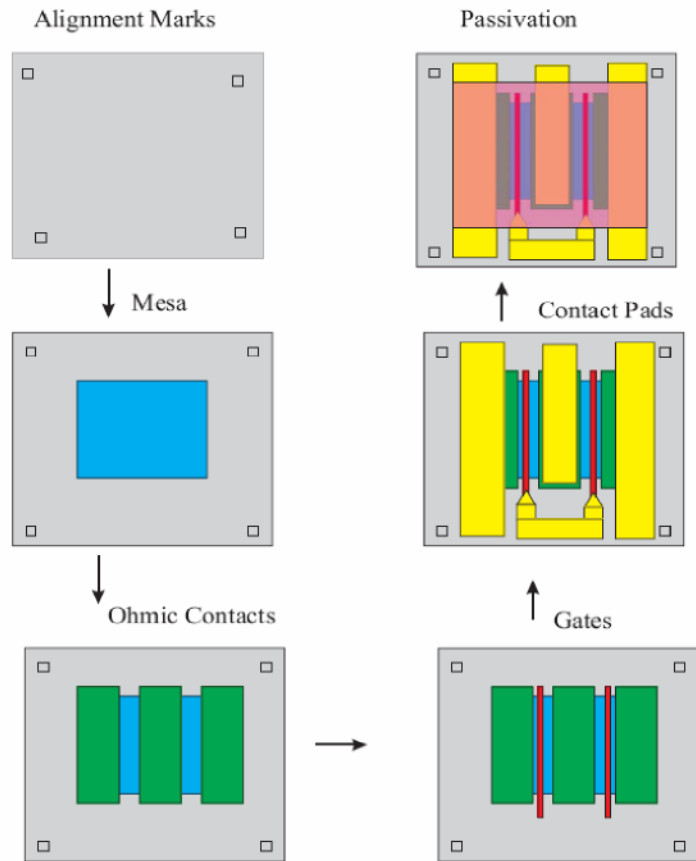 Alignment Marks
Passivation
Mesa
Contact Pads
Ohmic Contacts
Gates